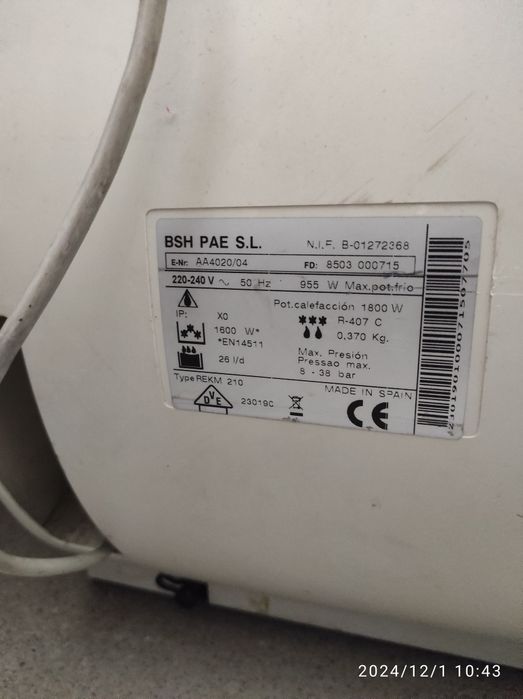 BSH PAE S.L. N.I.F. B-01272368
E-Nr. AA4020/04 FD: 8503 000715
220-240 V ~ 50 Hz 955 W Max.pot.frio
Pot.calefacción 1800 W
IP: X0 R-407 C
1600 W* 0,370 Kg.
*EN14511
Max. Presión
26 l/d Pressao max.
8 - 38 bar
Type REKM 210
MADE IN SPAIN
DVE 23019C CE
2024/12/1 10:43